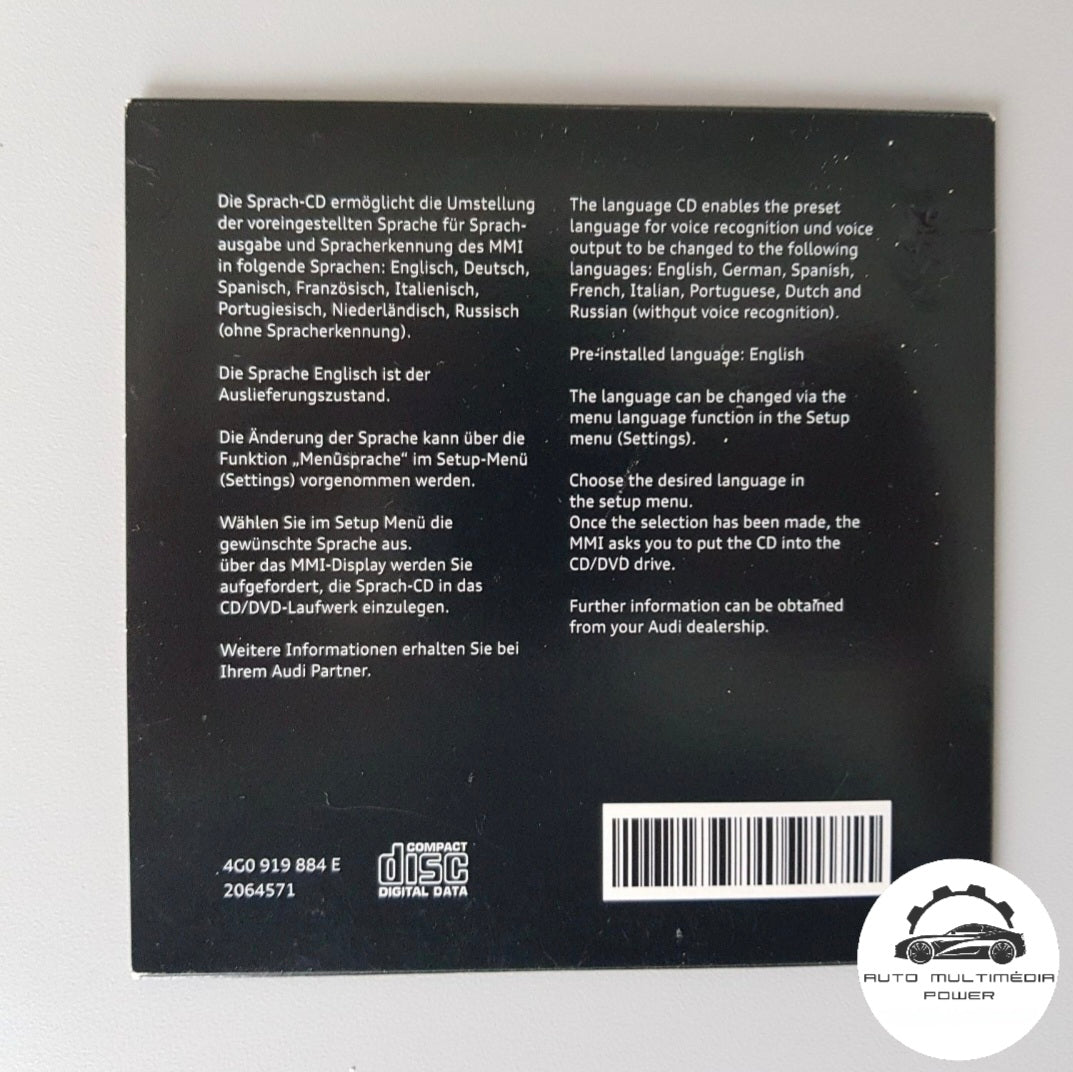 Die Sprach-CD ermöglicht die Umstellung
der voreingestellten Sprache für Sprach-
ausgabe und Spracherkennung des MMI
in folgende Sprachen: Englisch, Deutsch,
Spanisch, Französisch, Italienisch,
Portugiesisch, Niederländisch, Russisch
(ohne Spracherkennung).
Die Sprache Englisch ist der
Auslieferungszustand.
Die Änderung der Sprache kann über die
Funktion „Menüsprache“ im Setup-Menü
(Settings) vorgenommen werden.
Wählen Sie im Setup Menü die
gewünschte Sprache aus.
über das MMI-Display werden Sie
aufgefordert, die Sprach-CD in das
CD/DVD-Laufwerk einzulegen.
Weitere Informationen erhalten Sie bei
Ihrem Audi Partner.
The language CD enables the preset
language for voice recognition und voice
output to be changed to the following
languages: English, German, Spanish,
French, Italian, Portuguese, Dutch and
Russian (without voice recognition).
Pre-installed language: English
The language can be changed via the
menu language function in the Setup
menu (Settings).
Choose the desired language in
the setup menu.
Once the selection has been made, the
MMI asks you to put the CD into the
CD/DVD drive.
Further information can be obtained
from your Audi dealership.
4G0 919 884 E
2064571
COMPACT
disc
DIGITAL DATA
AUTO MULTIMÉDIA
POWER